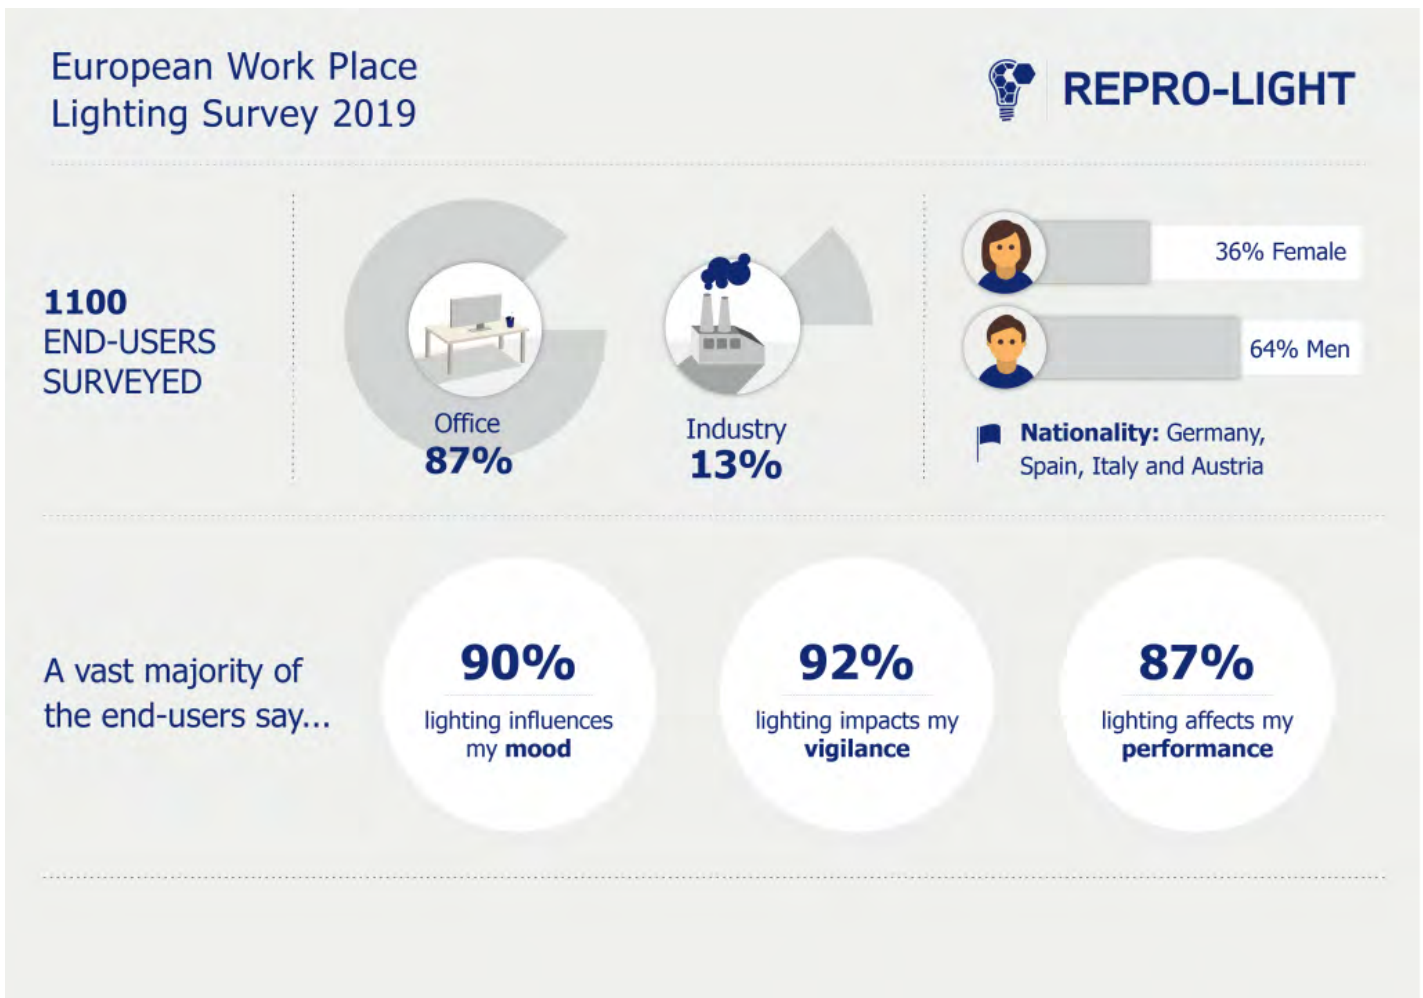 European Work Place
Lighting Survey 2019
REPRO-LIGHT
1100
END-USERS
SURVEYED
Office
87%
Industry
13%
36% Female
64% Men
Nationality: Germany,
Spain, Italy and Austria
A vast majority of
the end-users say...
90%
lighting influences
my mood
92%
lighting impacts my
vigilance
87%
lighting affects my
performance